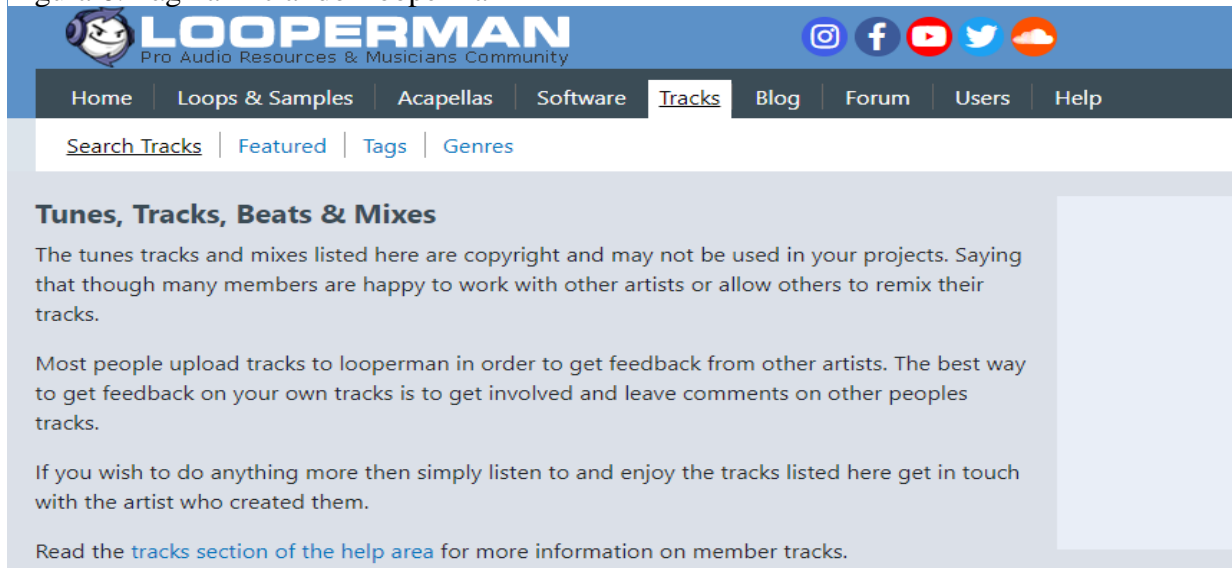 LOOPERMAN
Pro Audio Resources & Musicians Community
Home Loops & Samples Acapellas Software Tracks Blog Forum Users Help
Search Tracks Featured Tags Genres
Tunes, Tracks, Beats & Mixes
The tunes tracks and mixes listed here are copyright and may not be used in your projects. Saying
that though many members are happy to work with other artists or allow others to remix their
tracks.
Most people upload tracks to looperman in order to get feedback from other artists. The best way
to get feedback on your own tracks is to get involved and leave comments on other peoples
tracks.
If you wish to do anything more then simply listen to and enjoy the tracks listed here get in touch
with the artist who created them.
Read the tracks section of the help area for more information on member tracks.